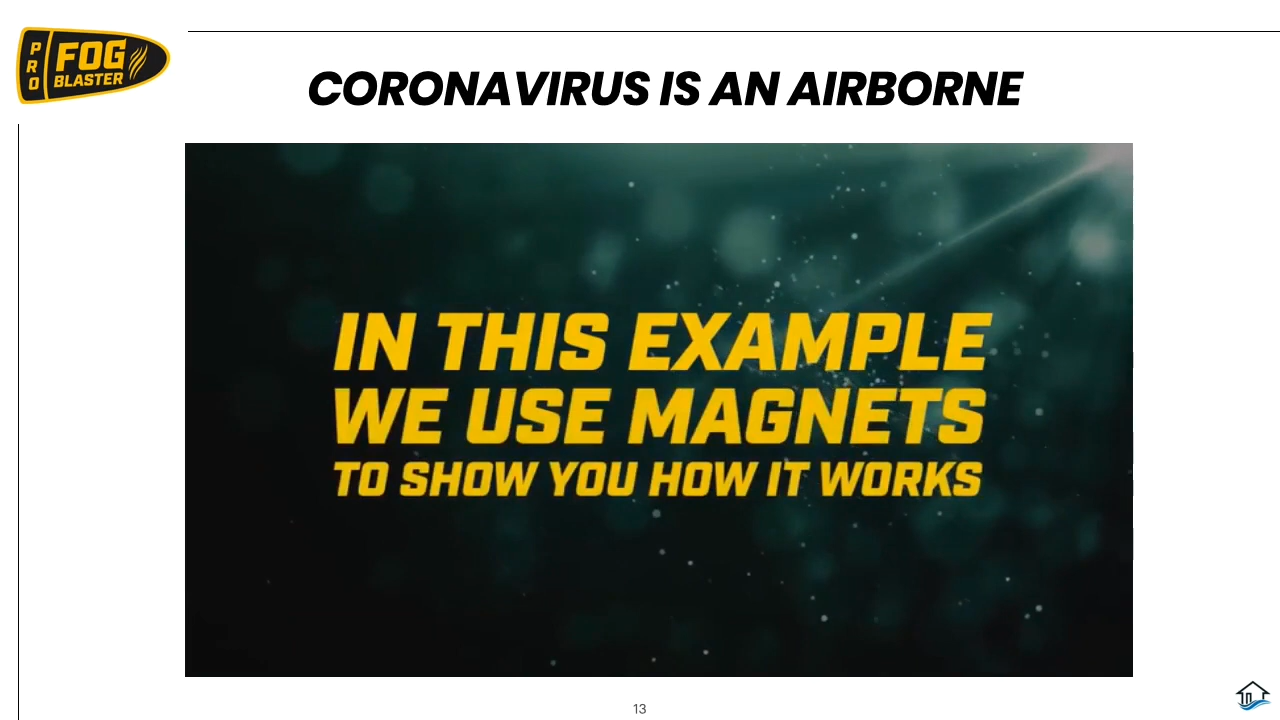 PRO
FOG
BLASTER
CORONAVIRUS IS AN AIRBORNE
IN THIS EXAMPLE
WE USE MAGNETS
TO SHOW YOU HOW IT WORKS
13